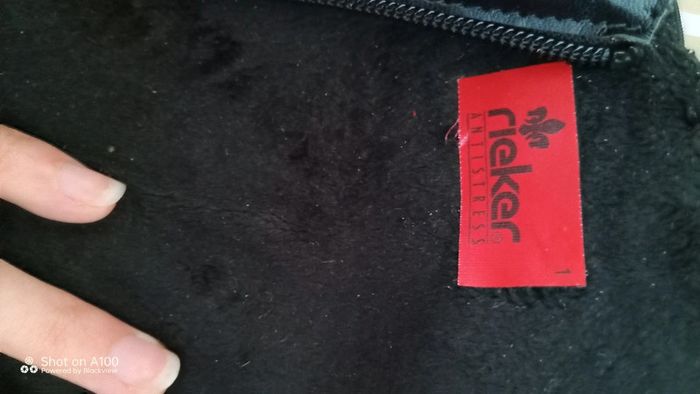 rieker®
ANTISTRESS
1
Shot on A100
Powered by Blackview